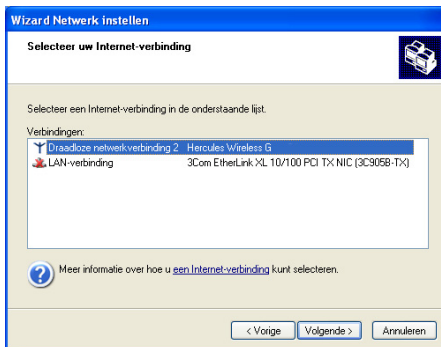 Wizard Netwerk instellen
Selecteer uw Internet-verbinding
Selecteer een Internet-verbinding in de onderstaande lijst.
Verbindingen:
Draadloze netwerkverbinding 2 Hercules Wireless G
LAN-verbinding 3Com EtherLink XL 10/100 PCI TX NIC (3C905B-TX)
Meer informatie over hoe u een Internet-verbinding kunt selecteren.
< Vorige Volgende > Annuleren